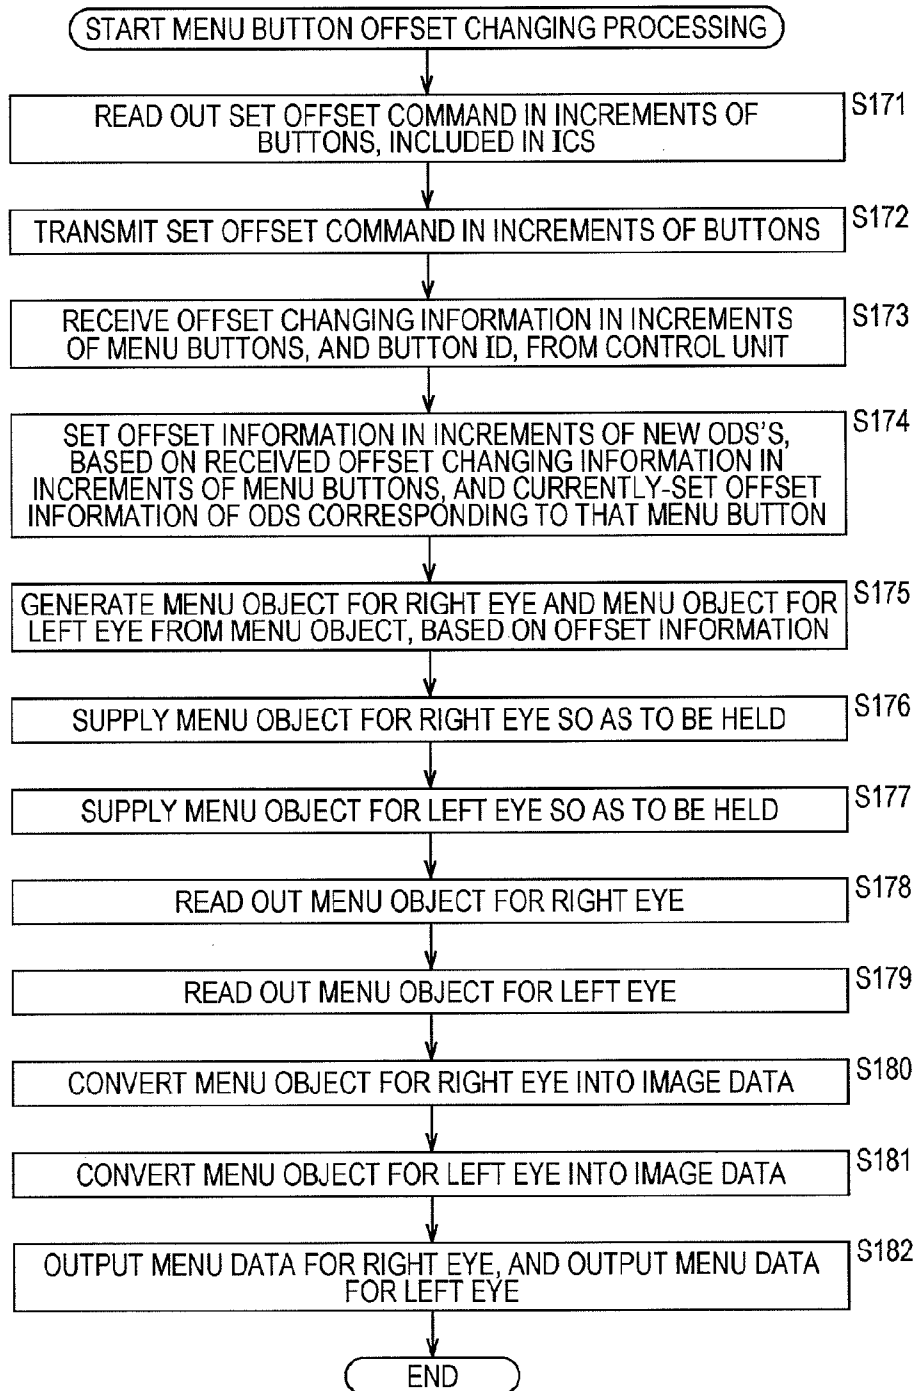 START MENU BUTTON OFFSET CHANGING PROCESSING
READ OUT SET OFFSET COMMAND IN INCREMENTS OF
BUTTONS, INCLUDED IN ICS
S171
TRANSMIT SET OFFSET COMMAND IN INCREMENTS OF BUTTONS
S172
RECEIVE OFFSET CHANGING INFORMATION IN INCREMENTS
OF MENU BUTTONS, AND BUTTON ID, FROM CONTROL UNIT
S173
SET OFFSET INFORMATION IN INCREMENTS OF NEW ODS'S,
BASED ON RECEIVED OFFSET CHANGING INFORMATION IN
INCREMENTS OF MENU BUTTONS, AND CURRENTLY-SET OFFSET
INFORMATION OF ODS CORRESPONDING TO THAT MENU BUTTON
S174
GENERATE MENU OBJECT FOR RIGHT EYE AND MENU OBJECT FOR
LEFT EYE FROM MENU OBJECT, BASED ON OFFSET INFORMATION
S175
SUPPLY MENU OBJECT FOR RIGHT EYE SO AS TO BE HELD
S176
SUPPLY MENU OBJECT FOR LEFT EYE SO AS TO BE HELD
S177
READ OUT MENU OBJECT FOR RIGHT EYE
S178
READ OUT MENU OBJECT FOR LEFT EYE
S179
CONVERT MENU OBJECT FOR RIGHT EYE INTO IMAGE DATA
S180
CONVERT MENU OBJECT FOR LEFT EYE INTO IMAGE DATA
S181
OUTPUT MENU DATA FOR RIGHT EYE, AND OUTPUT MENU DATA
FOR LEFT EYE
S182
END